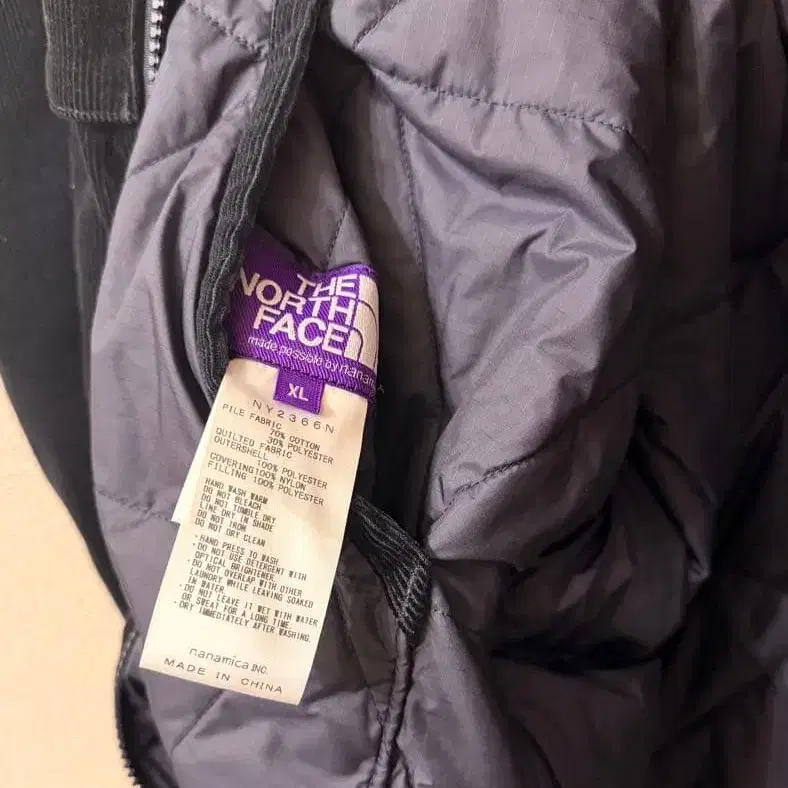 THE
NORTH
FACE
made possible by nanam
XL
NY2366N
PILE FABRIC
70% COTTON
30% POLYESTER
QUILTED FABRIC
OUTERSHELL
100% POLYESTER
COVERING100% NYLON
FILLING 100% POLYESTER
HAND WASH WARM
DO NOT BLEACH
DO NOT TUMBLE DRY
LINE DRY IN SHADE
DO NOT IRON
DO NOT DRY CLEAN
・HAND PRESS TO WASH
・DO NOT USE DETERGENT WITH
OPTICAL BRIGHTENER.
・DO NOT OVERLAP WITH OTHER
LAUNDRY WHILE LEAVING SOAKED
IN WATER.
・DO NOT LEAVE IT WET WITH WATER
OR SWEAT FOR A LONG TIME.
・DRY IMMEDIATELY AFTER WASHING.
nanamica INC.
MADE IN CHINA